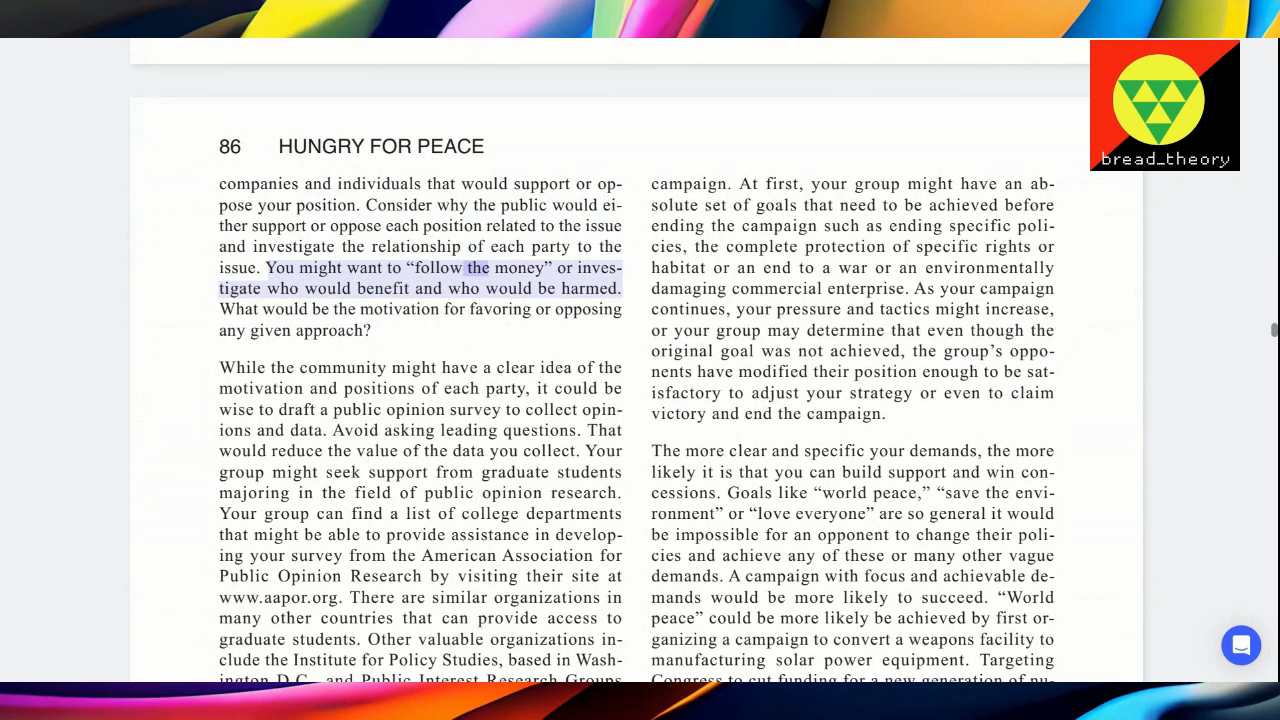 86 HUNGRY FOR PEACE
companies and individuals that would support or op-
pose your position. Consider why the public would ei-
ther support or oppose each position related to the issue
and investigate the relationship of each party to the
issue. You might want to “follow the money” or inves-
tigate who would benefit and who would be harmed.
What would be the motivation for favoring or opposing
any given approach?
While the community might have a clear idea of the
motivation and positions of each party, it could be
wise to draft a public opinion survey to collect opin-
ions and data. Avoid asking leading questions. That
would reduce the value of the data you collect. Your
group might seek support from graduate students
majoring in the field of public opinion research.
Your group can find a list of college departments
that might be able to provide assistance in develop-
ing your survey from the American Association for
Public Opinion Research by visiting their site at
www.aapor.org. There are similar organizations in
many other countries that can provide access to
graduate students. Other valuable organizations in-
clude the Institute for Policy Studies, based in Wash-
ington D.C., and Public Interest Research Groups
campaign. At first, your group might have an ab-
solute set of goals that need to be achieved before
ending the campaign such as ending specific poli-
cies, the complete protection of specific rights or
habitat or an end to a war or an environmentally
damaging commercial enterprise. As your campaign
continues, your pressure and tactics might increase,
or your group may determine that even though the
original goal was not achieved, the group’s oppo-
nents have modified their position enough to be sat-
isfactory to adjust your strategy or even to claim
victory and end the campaign.
The more clear and specific your demands, the more
likely it is that you can build support and win con-
cessions. Goals like “world peace,” “save the envi-
ronment” or “love everyone” are so general it would
be impossible for an opponent to change their poli-
cies and achieve any of these or many other vague
demands. A campaign with focus and achievable de-
mands would be more likely to succeed. “World
peace” could be more likely be achieved by first or-
ganizing a campaign to convert a weapons facility to
manufacturing solar power equipment. Targeting
Congress to cut funding for a new generation of nu-
bread_theory